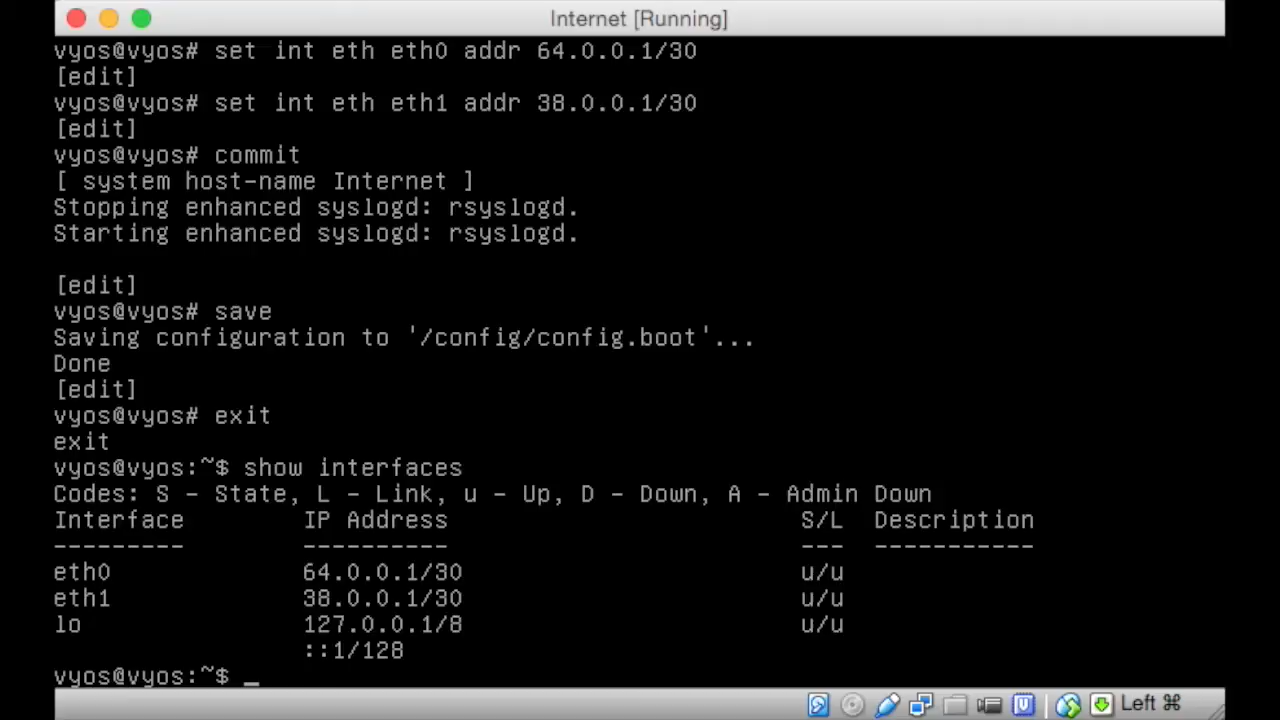 Internet [Running]
vyos@vyos# set int eth eth0 addr 64.0.0.1/30
[edit]
vyos@vyos# set int eth eth1 addr 38.0.0.1/30
[edit]
vyos@vyos# commit
[ system host-name Internet ]
Stopping enhanced syslogd: rsyslogd.
Starting enhanced syslogd: rsyslogd.
[edit]
vyos@vyos# save
Saving configuration to '/config/config.boot'...
Done
[edit]
vyos@vyos# exit
exit
vyos@vyos:~$ show interfaces
Codes: S - State, L - Link, u - Up, D - Down, A - Admin Down
Interface IP Address S/L Description
--------- ---------- --- -----------
eth0 64.0.0.1/30 u/u
eth1 38.0.0.1/30 u/u
lo 127.0.0.1/8 u/u
::1/128
vyos@vyos:~$ _
Left ⌘